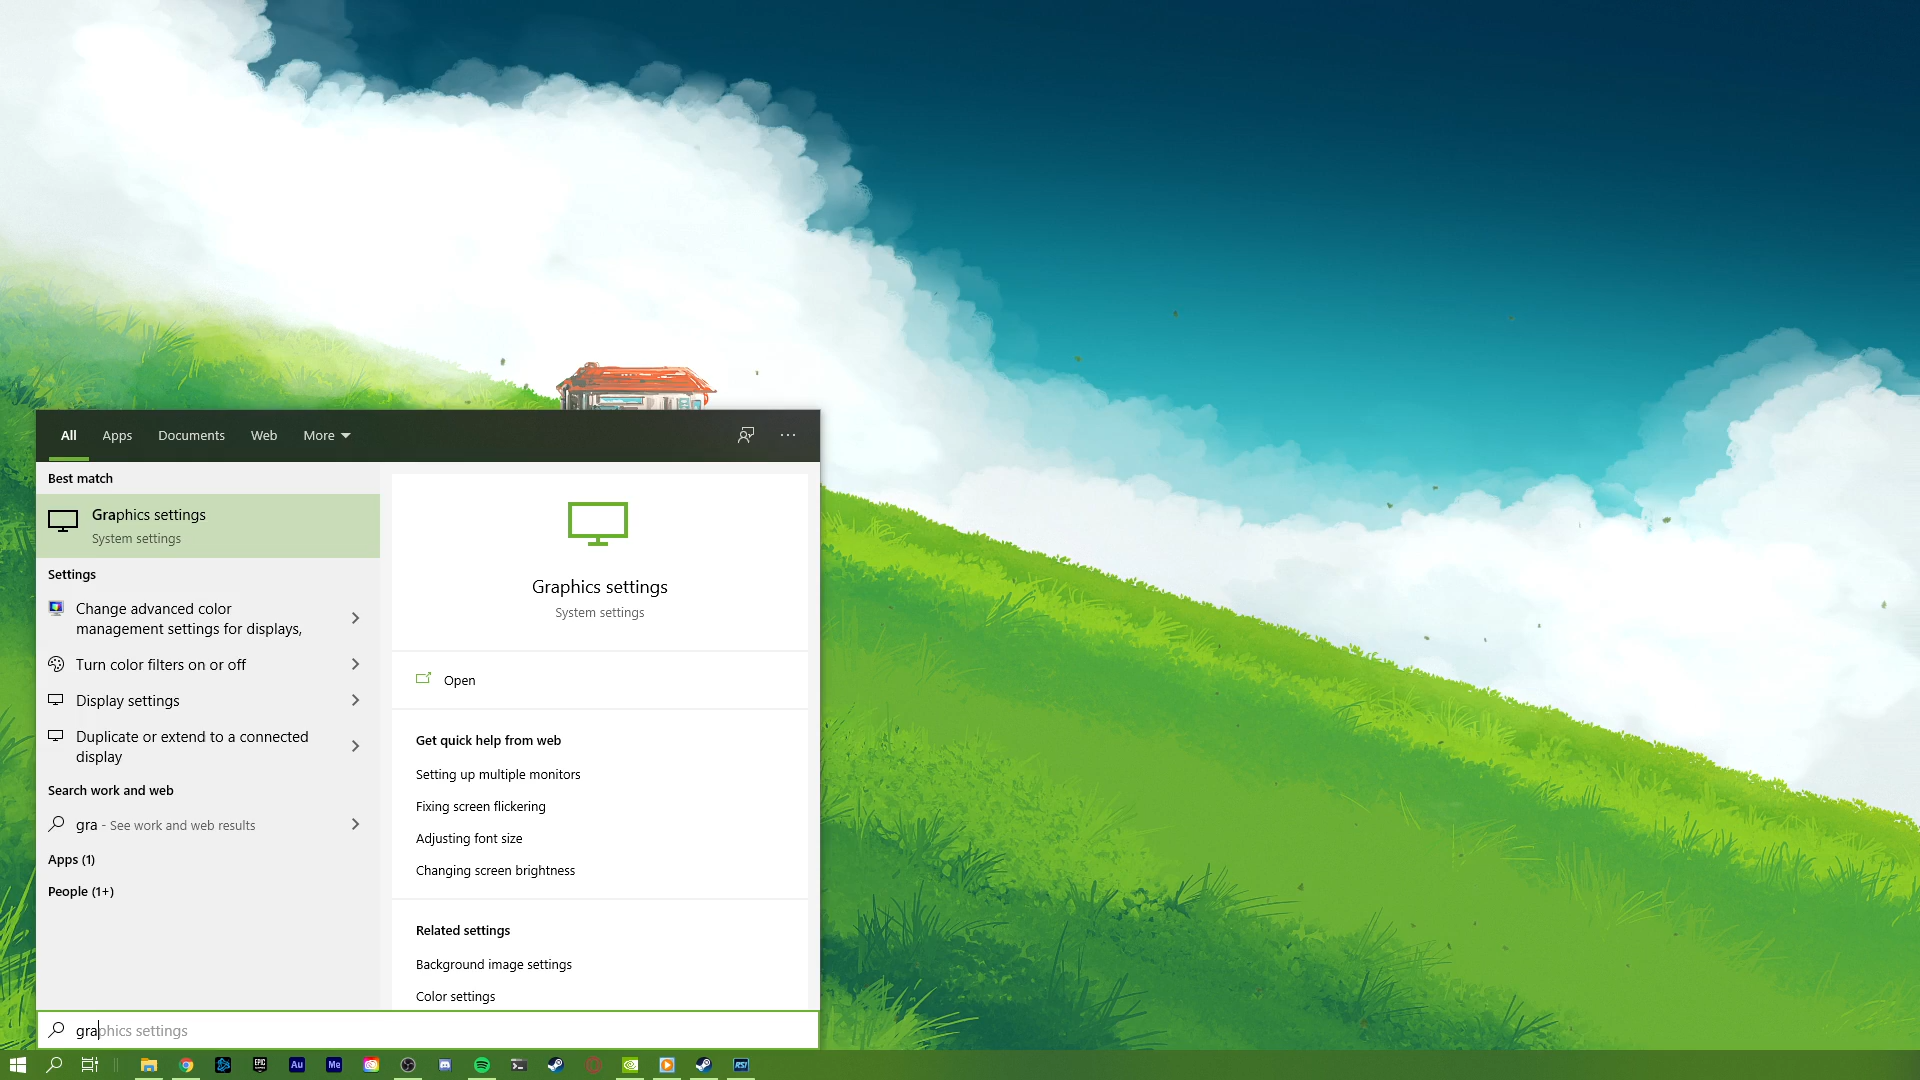 All Apps Documents Web More
Best match
Graphics settings
System settings
Settings
Change advanced color
management settings for displays,
Turn color filters on or off
Display settings
Duplicate or extend to a connected
display
Search work and web
gra - See work and web results
Apps (1)
People (1+)
Graphics settings
System settings
Open
Get quick help from web
Setting up multiple monitors
Fixing screen flickering
Adjusting font size
Changing screen brightness
Related settings
Background image settings
Color settings
graphics settings
EPIC Au Me RSI